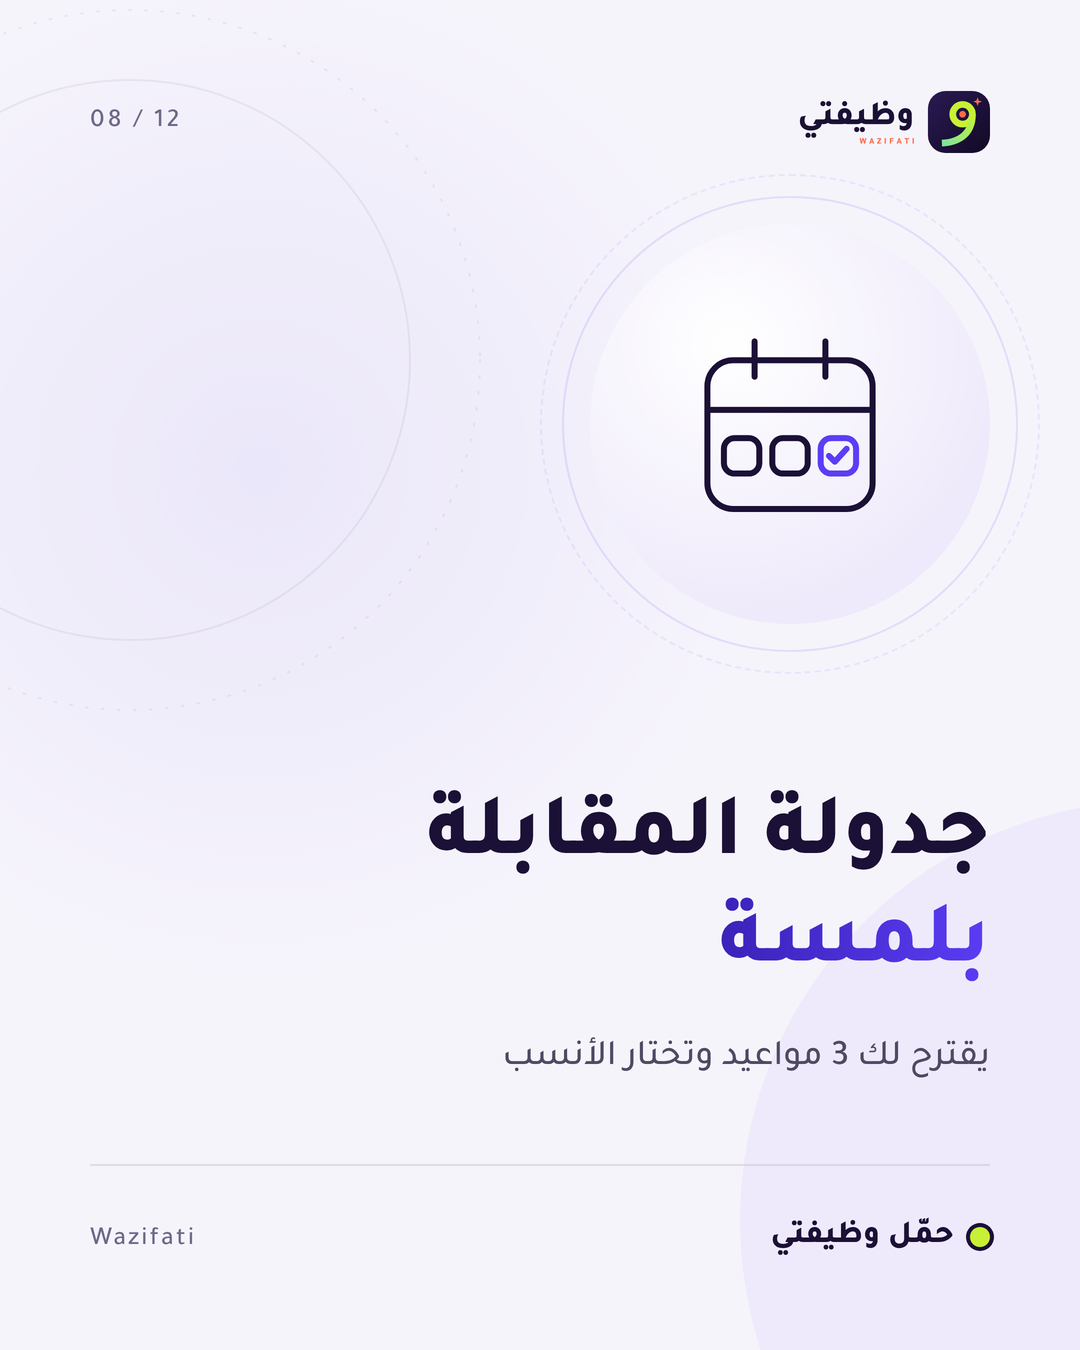 08 / 12
وظيفتي
WAZIFATI
جدولة المقابلة
بلمسة
يقترح لك 3 مواعيد وتختار الأنسب
حمّل وظيفتي
Wazifati